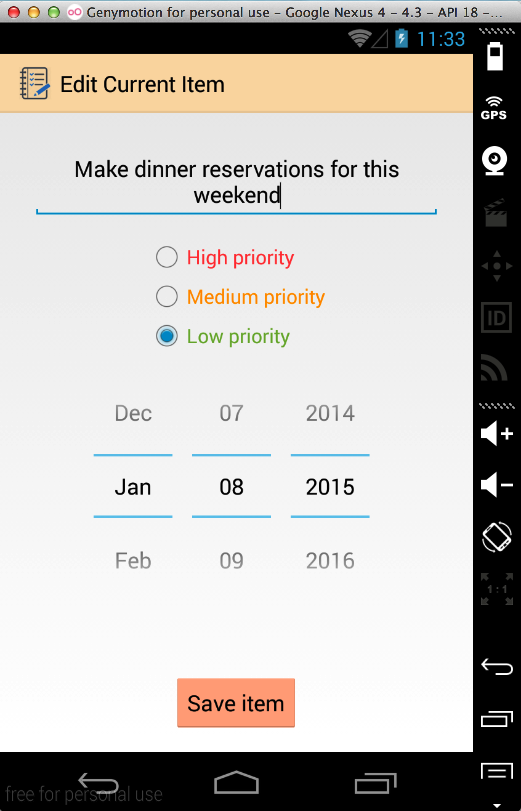 Genymotion for personal use – Google Nexus 4 – 4.3 – API 18 –...
11:33
Edit Current Item
GPS
Make dinner reservations for this
weekend
High priority
Medium priority
ID
Low priority
Dec 07 2014
Jan 08 2015
Feb 09 2016
1:1
Save item
free for personal use